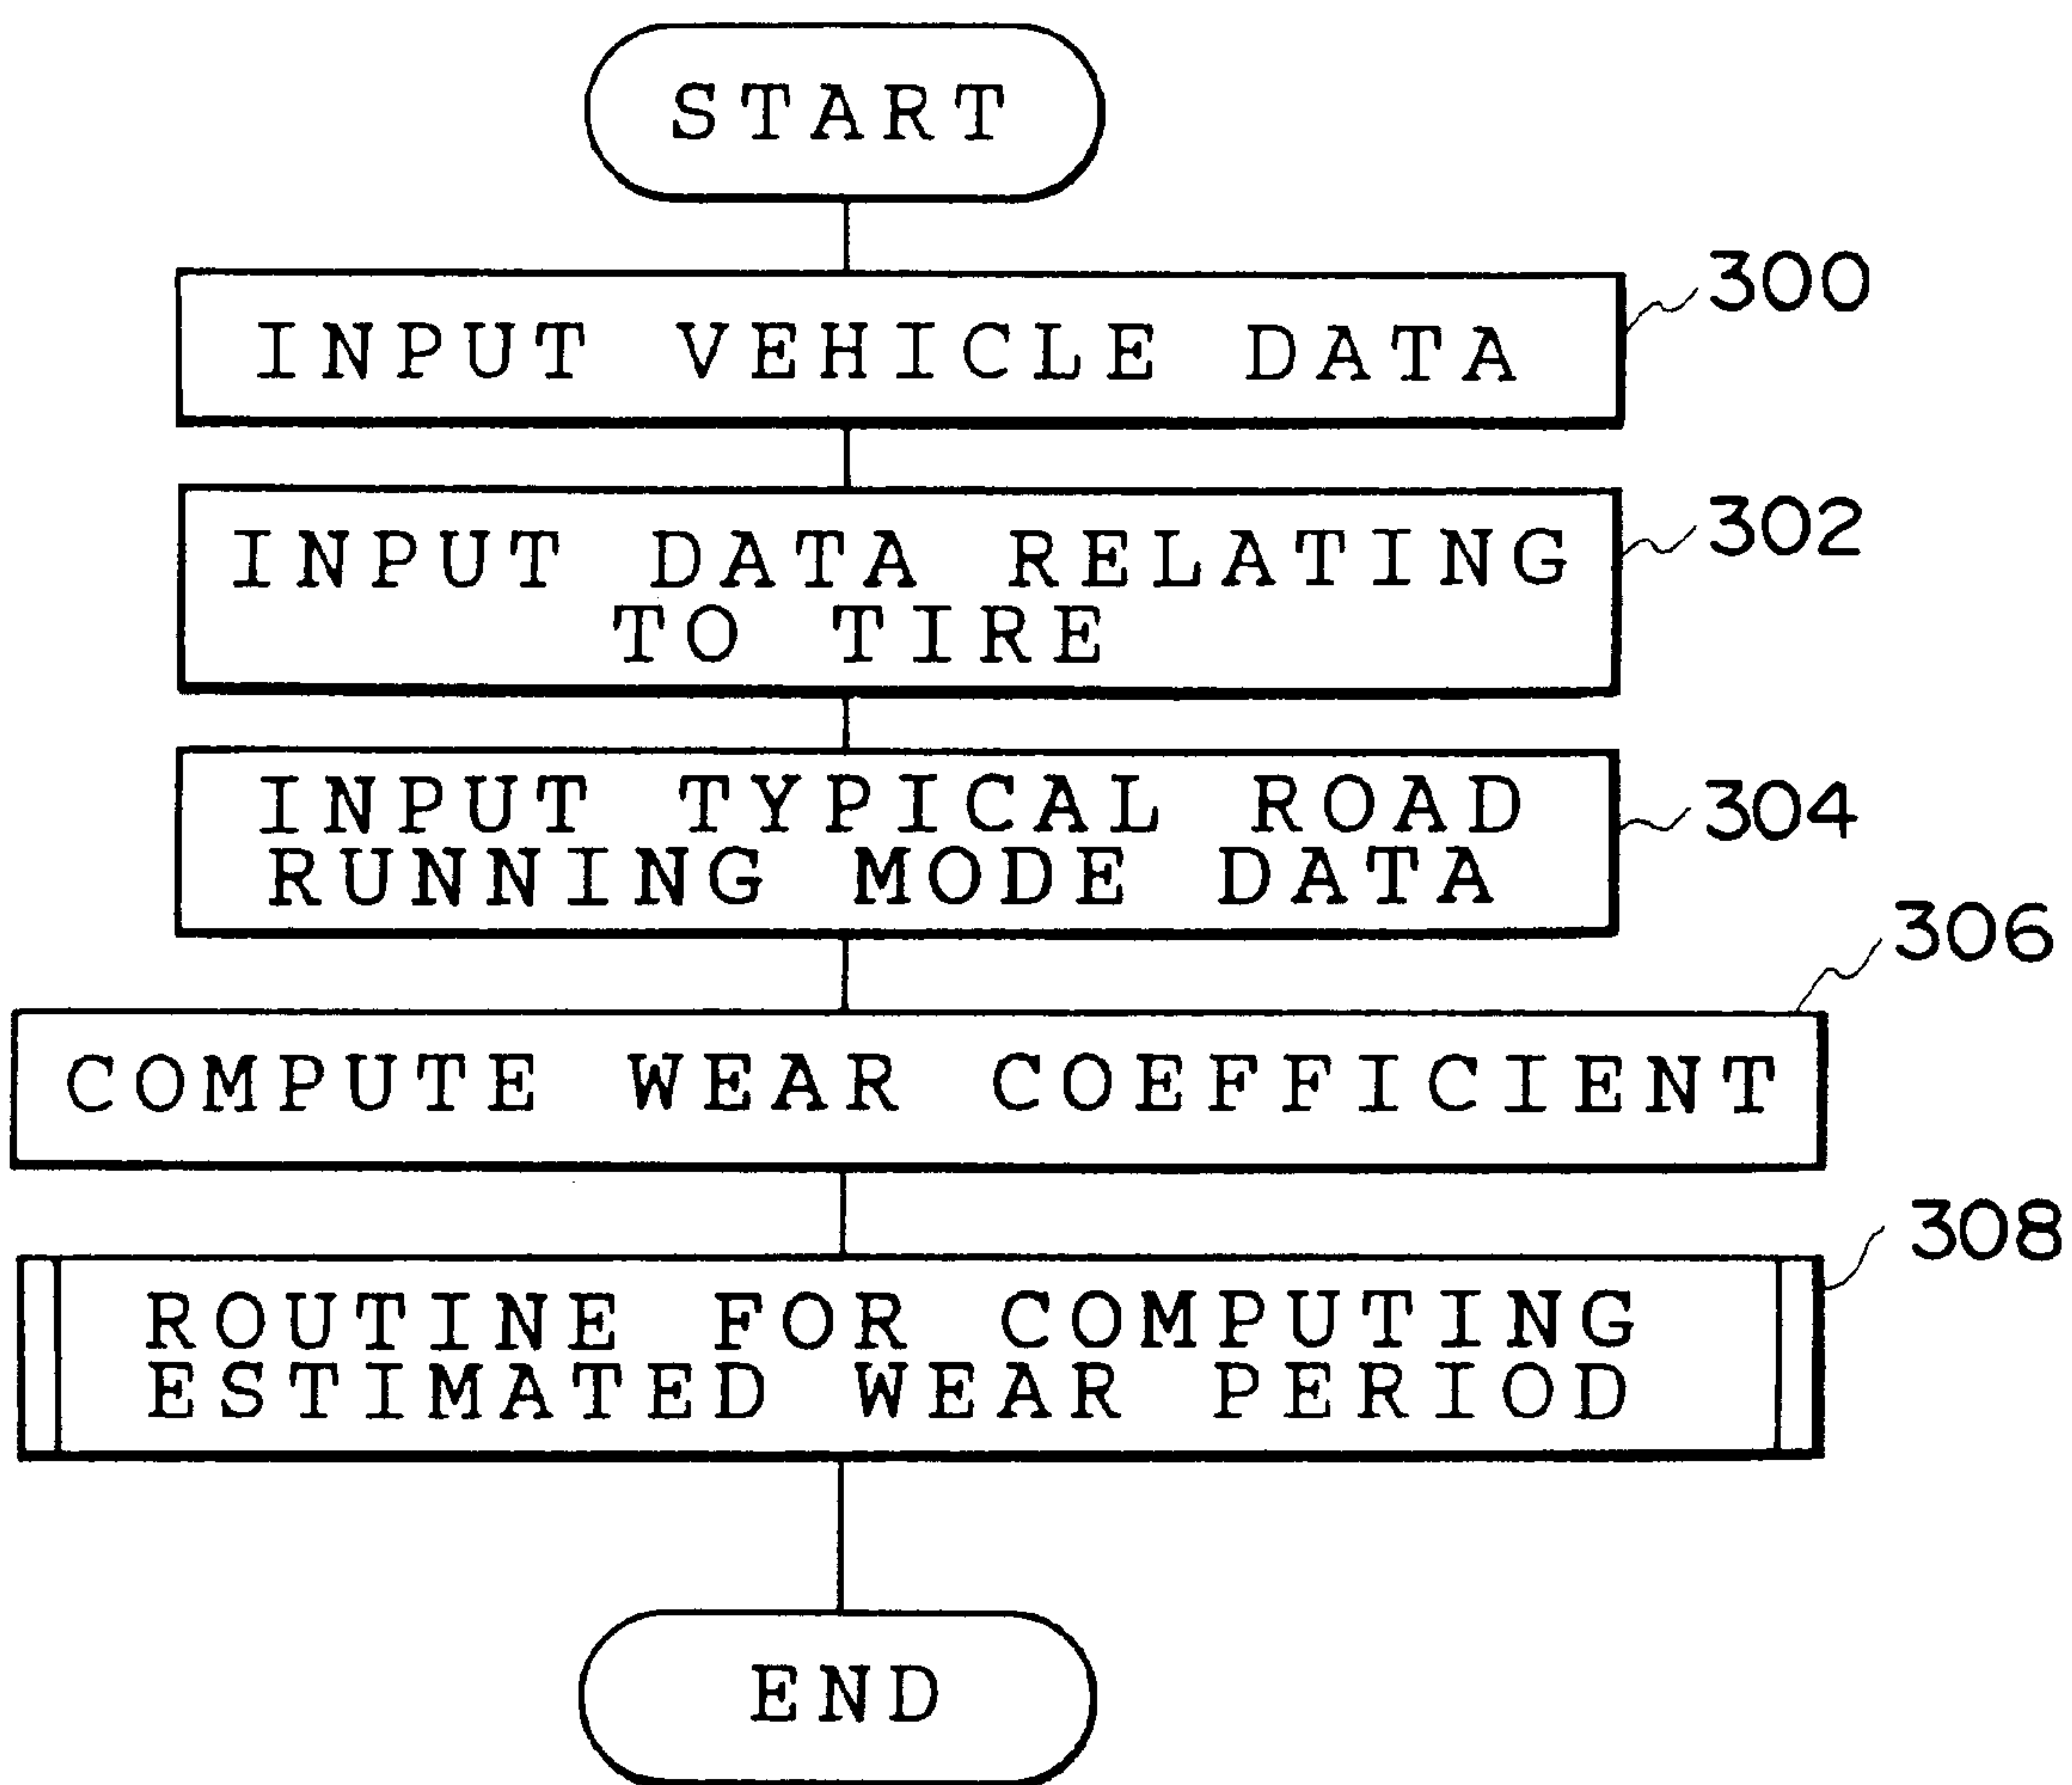 START
INPUT VEHICLE DATA
300
INPUT DATA RELATING
TO TIRE
302
INPUT TYPICAL ROAD
RUNNING MODE DATA
304
306
COMPUTE WEAR COEFFICIENT
308
ROUTINE FOR COMPUTING
ESTIMATED WEAR PERIOD
END